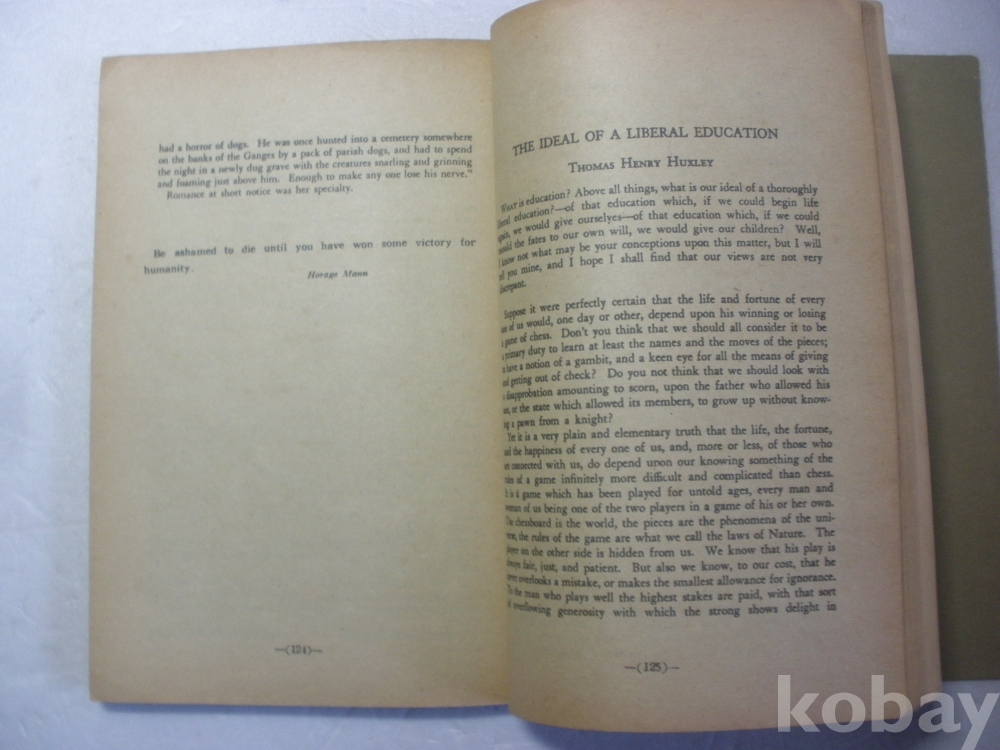 had a horror of dogs. He was once hunted into a cemetery somewhere
on the banks of the Ganges by a pack of pariah dogs, and had to spend
the night in a newly dug grave with the creatures snarling and grinning
and foaming just above him. Enough to make any one lose his nerve."
Romance at short notice was her specialty.
Be ashamed to die until you have won some victory for
humanity.
Horage Mann
—(124)—
THE IDEAL OF A LIBERAL EDUCATION
THOMAS HENRY HUXLEY
WHAT is education? Above all things, what is our ideal of a thoroughly
liberal education?—of that education which, if we could begin life
again, we would give ourselves—of that education which, if we could
mould the fates to our own will, we would give our children? Well,
I know not what may be your conceptions upon this matter, but I will
tell you mine, and I hope I shall find that our views are not very
discrepant.
Suppose it were perfectly certain that the life and fortune of every
one of us would, one day or other, depend upon his winning or losing
a game of chess. Don't you think that we should all consider it to be
a primary duty to learn at least the names and the moves of the pieces;
to have a notion of a gambit, and a keen eye for all the means of giving
and getting out of check? Do you not think that we should look with
a disapprobation amounting to scorn, upon the father who allowed his
son, or the state which allowed its members, to grow up without know-
ing a pawn from a knight?
Yet it is a very plain and elementary truth that the life, the fortune,
and the happiness of every one of us, and, more or less, of those who
are connected with us, do depend upon our knowing something of the
rules of a game infinitely more difficult and complicated than chess.
It is a game which has been played for untold ages, every man and
woman of us being one of the two players in a game of his or her own.
The chessboard is the world, the pieces are the phenomena of the uni-
verse, the rules of the game are what we call the laws of Nature. The
player on the other side is hidden from us. We know that his play is
always fair, just, and patient. But also we know, to our cost, that he
never overlooks a mistake, or makes the smallest allowance for ignorance.
To the man who plays well the highest stakes are paid, with that sort
of overflowing generosity with which the strong shows delight in
—(125)—
kobay